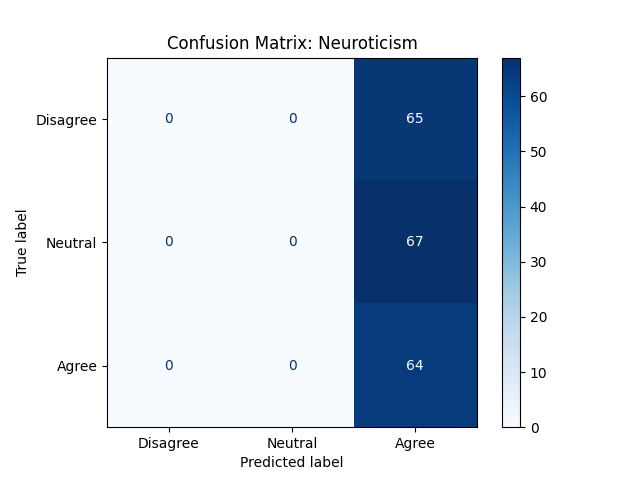 Confusion Matrix: Neuroticism
True label
Disagree 0 0 65
Neutral 0 0 67
Agree 0 0 64
Disagree Neutral Agree
Predicted label
60
50
40
30
20
10
0